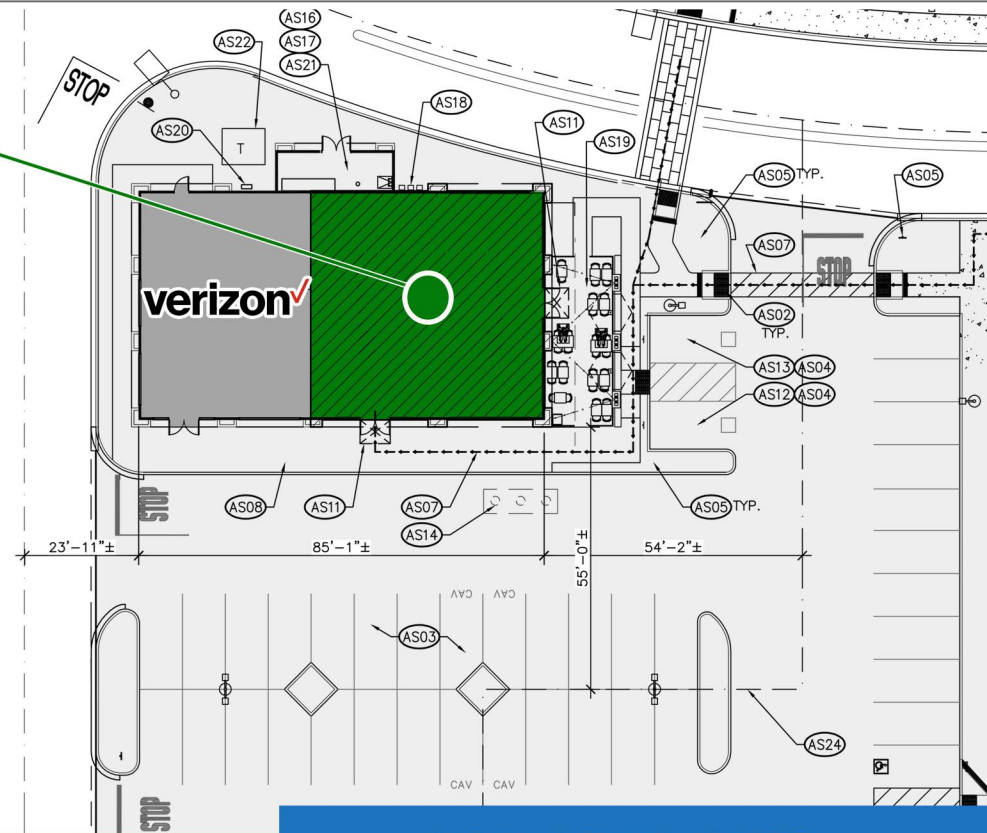 AS16
AS22
AS17
AS21
STOP
AS18
AS20
T
AS11
AS19
AS05 TYP.
AS05
AS07
STOP
verizon
AS02
TYP.
AS13 AS04
AS12 AS04
STOP
AS08
AS11
AS07
AS05 TYP.
AS14
23'-11"±
85'-1"±
55'-0"±
54'-2"±
CAV CAV
AS03
AS24
CAV CAV
STOP